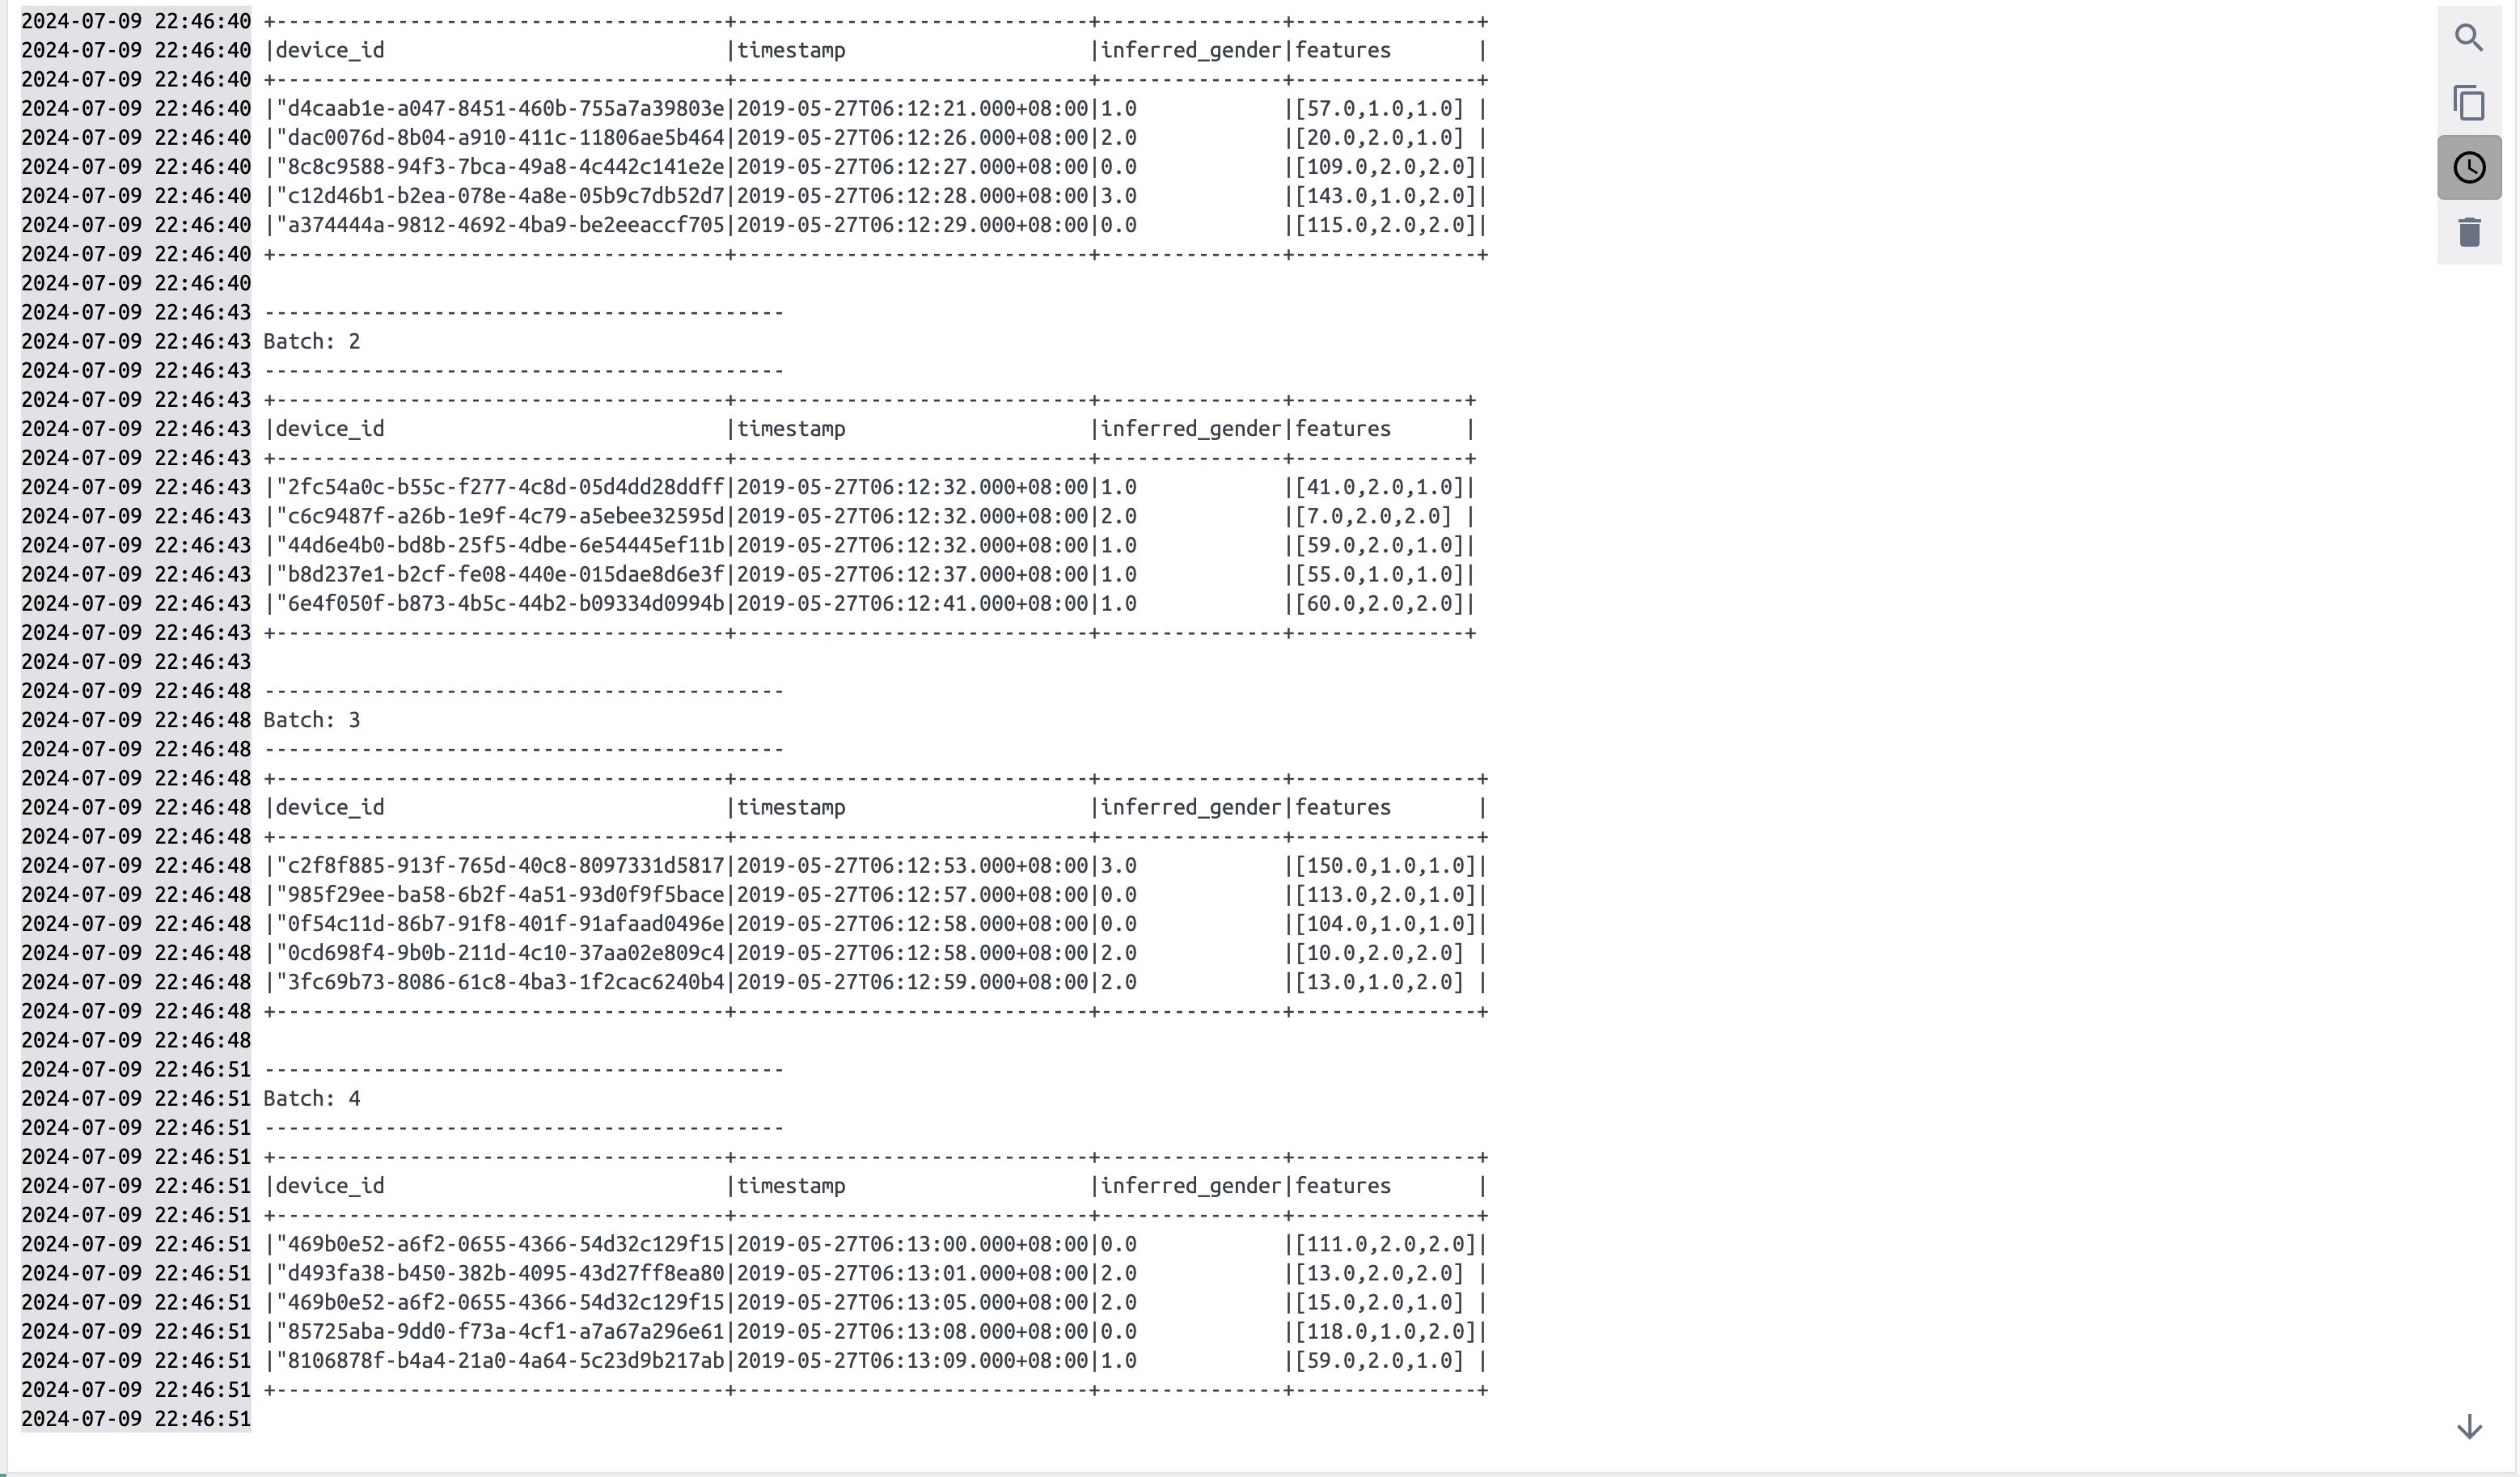 2024-07-09 22:46:40 +-------------------------------------+-----------------------------+---------------+---------------+
2024-07-09 22:46:40 |device_id                            |timestamp                    |inferred_gender|features       |
2024-07-09 22:46:40 +-------------------------------------+-----------------------------+---------------+---------------+
2024-07-09 22:46:40 |"d4caab1e-a047-8451-460b-755a7a39803e|2019-05-27T06:12:21.000+08:00|1.0            |[57.0,1.0,1.0] |
2024-07-09 22:46:40 |"dac0076d-8b04-a910-411c-11806ae5b464|2019-05-27T06:12:26.000+08:00|2.0            |[20.0,2.0,1.0] |
2024-07-09 22:46:40 |"8c8c9588-94f3-7bca-49a8-4c442c141e2e|2019-05-27T06:12:27.000+08:00|0.0            |[109.0,2.0,2.0]|
2024-07-09 22:46:40 |"c12d46b1-b2ea-078e-4a8e-05b9c7db52d7|2019-05-27T06:12:28.000+08:00|3.0            |[143.0,1.0,2.0]|
2024-07-09 22:46:40 |"a374444a-9812-4692-4ba9-be2eeaccf705|2019-05-27T06:12:29.000+08:00|0.0            |[115.0,2.0,2.0]|
2024-07-09 22:46:40 +-------------------------------------+-----------------------------+---------------+---------------+
2024-07-09 22:46:40
2024-07-09 22:46:43 -------------------------------------------
2024-07-09 22:46:43 Batch: 2
2024-07-09 22:46:43 -------------------------------------------
2024-07-09 22:46:43 +-------------------------------------+-----------------------------+---------------+--------------+
2024-07-09 22:46:43 |device_id                            |timestamp                    |inferred_gender|features      |
2024-07-09 22:46:43 +-------------------------------------+-----------------------------+---------------+--------------+
2024-07-09 22:46:43 |"2fc54a0c-b55c-f277-4c8d-05d4dd28ddff|2019-05-27T06:12:32.000+08:00|1.0            |[41.0,2.0,1.0]|
2024-07-09 22:46:43 |"c6c9487f-a26b-1e9f-4c79-a5ebee32595d|2019-05-27T06:12:32.000+08:00|2.0            |[7.0,2.0,2.0] |
2024-07-09 22:46:43 |"44d6e4b0-bd8b-25f5-4dbe-6e54445ef11b|2019-05-27T06:12:32.000+08:00|1.0            |[59.0,2.0,1.0]|
2024-07-09 22:46:43 |"b8d237e1-b2cf-fe08-440e-015dae8d6e3f|2019-05-27T06:12:37.000+08:00|1.0            |[55.0,1.0,1.0]|
2024-07-09 22:46:43 |"6e4f050f-b873-4b5c-44b2-b09334d0994b|2019-05-27T06:12:41.000+08:00|1.0            |[60.0,2.0,2.0]|
2024-07-09 22:46:43 +-------------------------------------+-----------------------------+---------------+--------------+
2024-07-09 22:46:43
2024-07-09 22:46:48 -------------------------------------------
2024-07-09 22:46:48 Batch: 3
2024-07-09 22:46:48 -------------------------------------------
2024-07-09 22:46:48 +-------------------------------------+-----------------------------+---------------+---------------+
2024-07-09 22:46:48 |device_id                            |timestamp                    |inferred_gender|features       |
2024-07-09 22:46:48 +-------------------------------------+-----------------------------+---------------+---------------+
2024-07-09 22:46:48 |"c2f8f885-913f-765d-40c8-8097331d5817|2019-05-27T06:12:53.000+08:00|3.0            |[150.0,1.0,1.0]|
2024-07-09 22:46:48 |"985f29ee-ba58-6b2f-4a51-93d0f9f5bace|2019-05-27T06:12:57.000+08:00|0.0            |[113.0,2.0,1.0]|
2024-07-09 22:46:48 |"0f54c11d-86b7-91f8-401f-91afaad0496e|2019-05-27T06:12:58.000+08:00|0.0            |[104.0,1.0,1.0]|
2024-07-09 22:46:48 |"0cd698f4-9b0b-211d-4c10-37aa02e809c4|2019-05-27T06:12:58.000+08:00|2.0            |[10.0,2.0,2.0] |
2024-07-09 22:46:48 |"3fc69b73-8086-61c8-4ba3-1f2cac6240b4|2019-05-27T06:12:59.000+08:00|2.0            |[13.0,1.0,2.0] |
2024-07-09 22:46:48 +-------------------------------------+-----------------------------+---------------+---------------+
2024-07-09 22:46:48
2024-07-09 22:46:51 -------------------------------------------
2024-07-09 22:46:51 Batch: 4
2024-07-09 22:46:51 -------------------------------------------
2024-07-09 22:46:51 +-------------------------------------+-----------------------------+---------------+---------------+
2024-07-09 22:46:51 |device_id                            |timestamp                    |inferred_gender|features       |
2024-07-09 22:46:51 +-------------------------------------+-----------------------------+---------------+---------------+
2024-07-09 22:46:51 |"469b0e52-a6f2-0655-4366-54d32c129f15|2019-05-27T06:13:00.000+08:00|0.0            |[111.0,2.0,2.0]|
2024-07-09 22:46:51 |"d493fa38-b450-382b-4095-43d27ff8ea80|2019-05-27T06:13:01.000+08:00|2.0            |[13.0,2.0,2.0] |
2024-07-09 22:46:51 |"469b0e52-a6f2-0655-4366-54d32c129f15|2019-05-27T06:13:05.000+08:00|2.0            |[15.0,2.0,1.0] |
2024-07-09 22:46:51 |"85725aba-9dd0-f73a-4cf1-a7a67a296e61|2019-05-27T06:13:08.000+08:00|0.0            |[118.0,1.0,2.0]|
2024-07-09 22:46:51 |"8106878f-b4a4-21a0-4a64-5c23d9b217ab|2019-05-27T06:13:09.000+08:00|1.0            |[59.0,2.0,1.0] |
2024-07-09 22:46:51 +-------------------------------------+-----------------------------+---------------+---------------+
2024-07-09 22:46:51